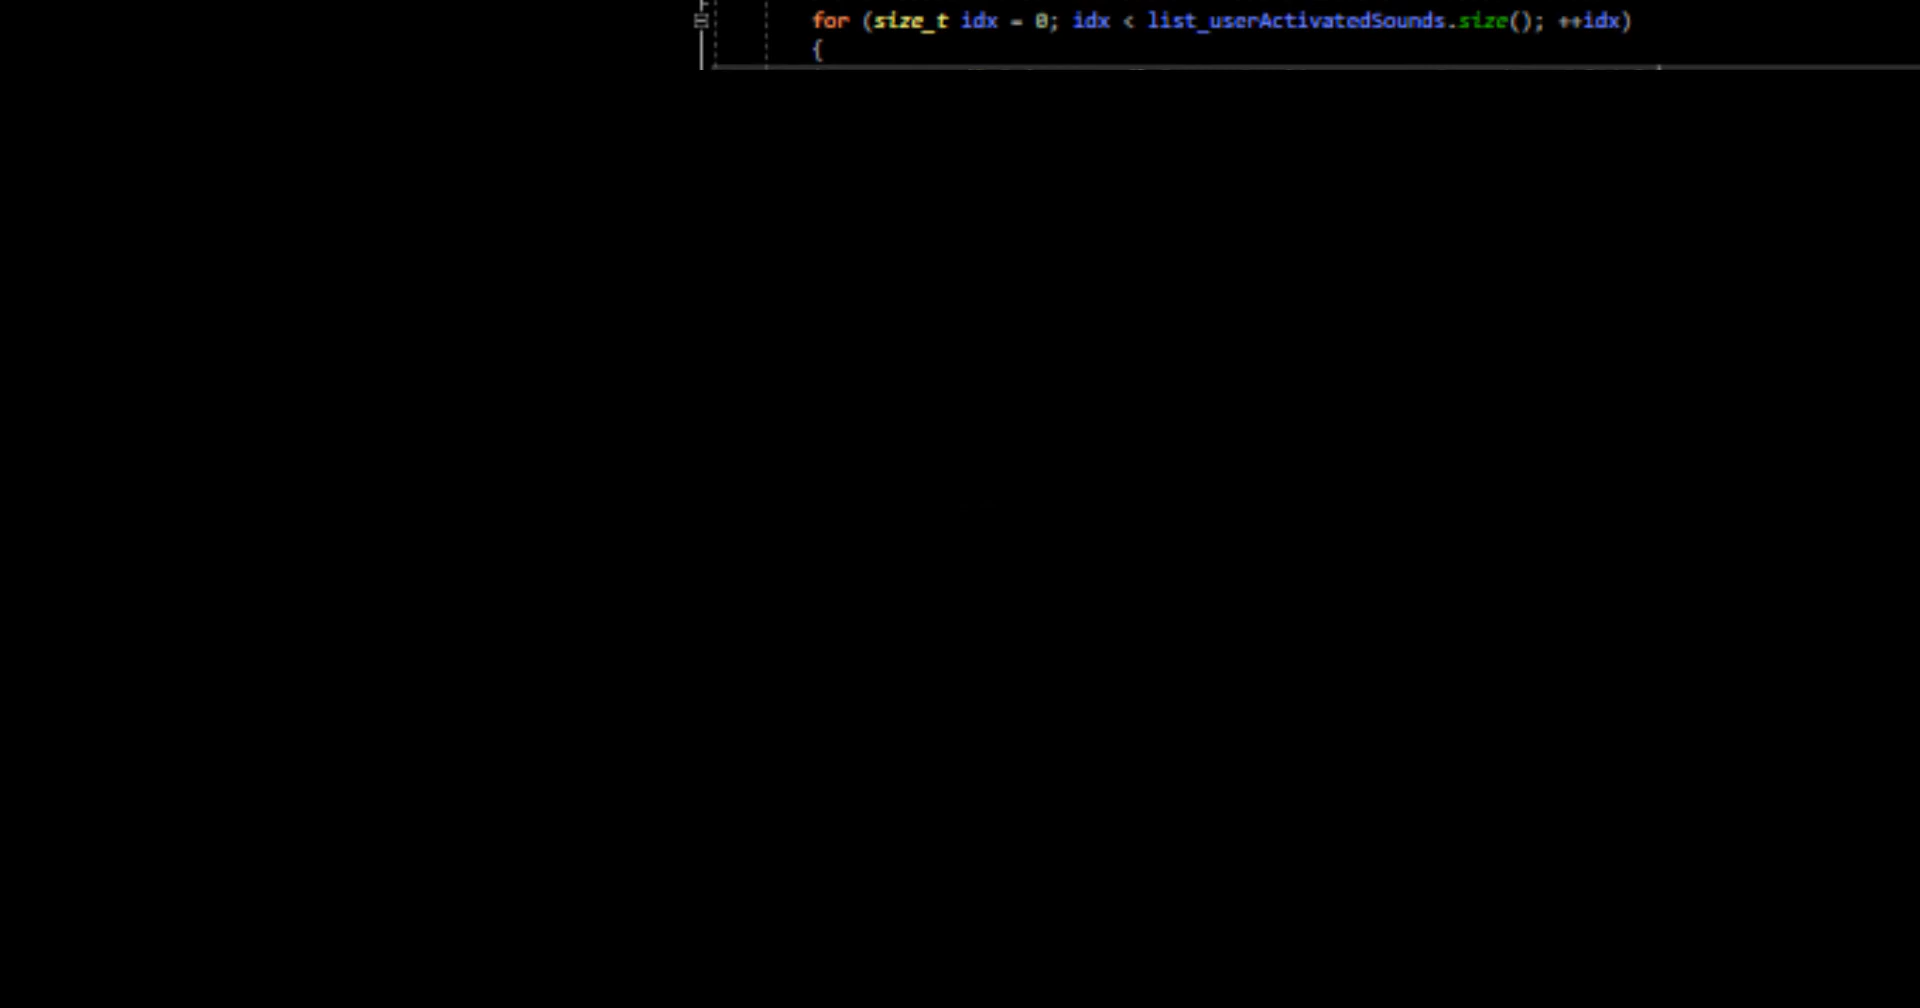 for (size_t idx = 0; idx < list_userActivatedSounds.size(); ++idx)
{